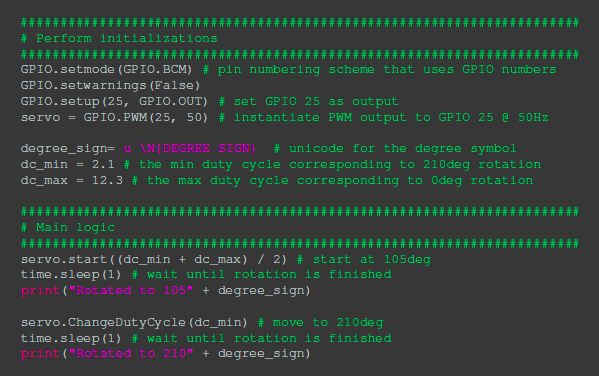 ######################################################################
# Perform initializations
######################################################################
GPIO.setmode(GPIO.BCM) # pin numbering scheme that uses GPIO numbers
GPIO.setwarnings(False)
GPIO.setup(25, GPIO.OUT) # set GPIO 25 as output
servo = GPIO.PWM(25, 50) # instantiate PWM output to GPIO 25 @ 50Hz
degree_sign= u \N{DEGREE SIGN}  # unicode for the degree symbol
dc_min = 2.1 # the min duty cycle corresponding to 210deg rotation
dc_max = 12.3 # the max duty cycle corresponding to 0deg rotation
######################################################################
# Main logic
######################################################################
servo.start((dc_min + dc_max) / 2) # start at 105deg
time.sleep(1) # wait until rotation is finished
print("Rotated to 105" + degree_sign)
servo.ChangeDutyCycle(dc_min) # move to 210deg
time.sleep(1) # wait until rotation is finished
print("Rotated to 210" + degree_sign)